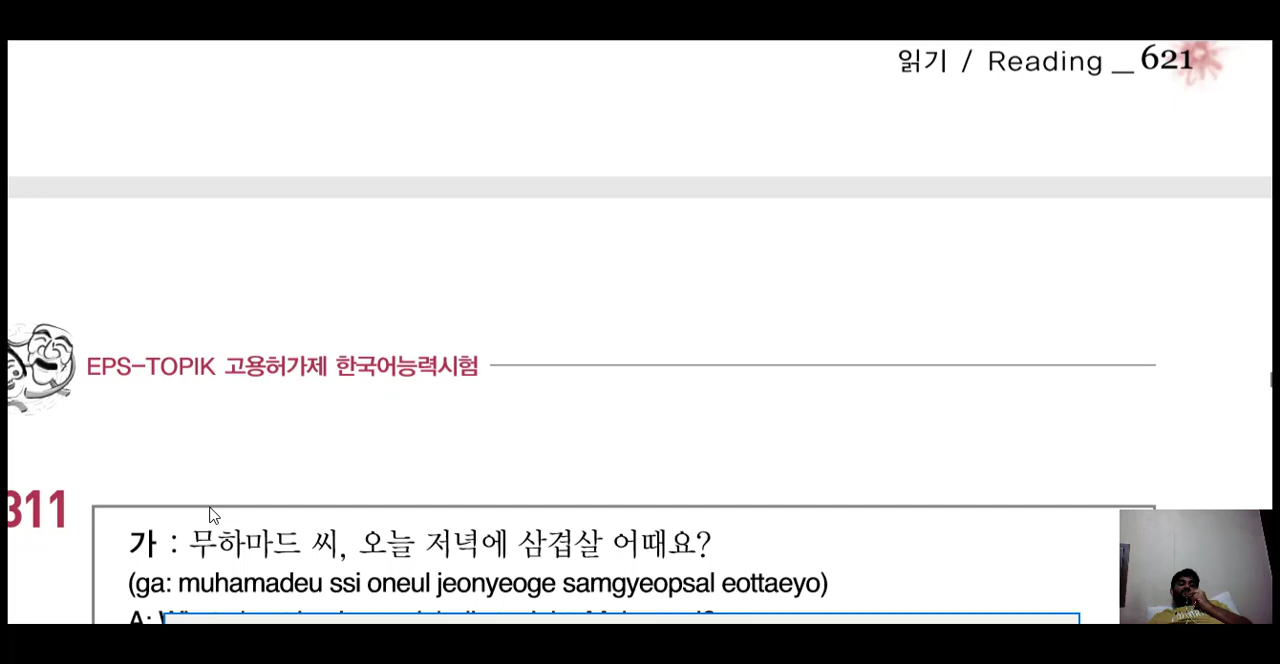 읽기 / Reading _ 621
EPS-TOPIK 고용허가제 한국어능력시험
311
가 : 무하마드 씨, 오늘 저녁에 삼겹살 어때요?
(ga: muhamadeu ssi oneul jeonyeoge samgyeopsal eottaeyo)
A: